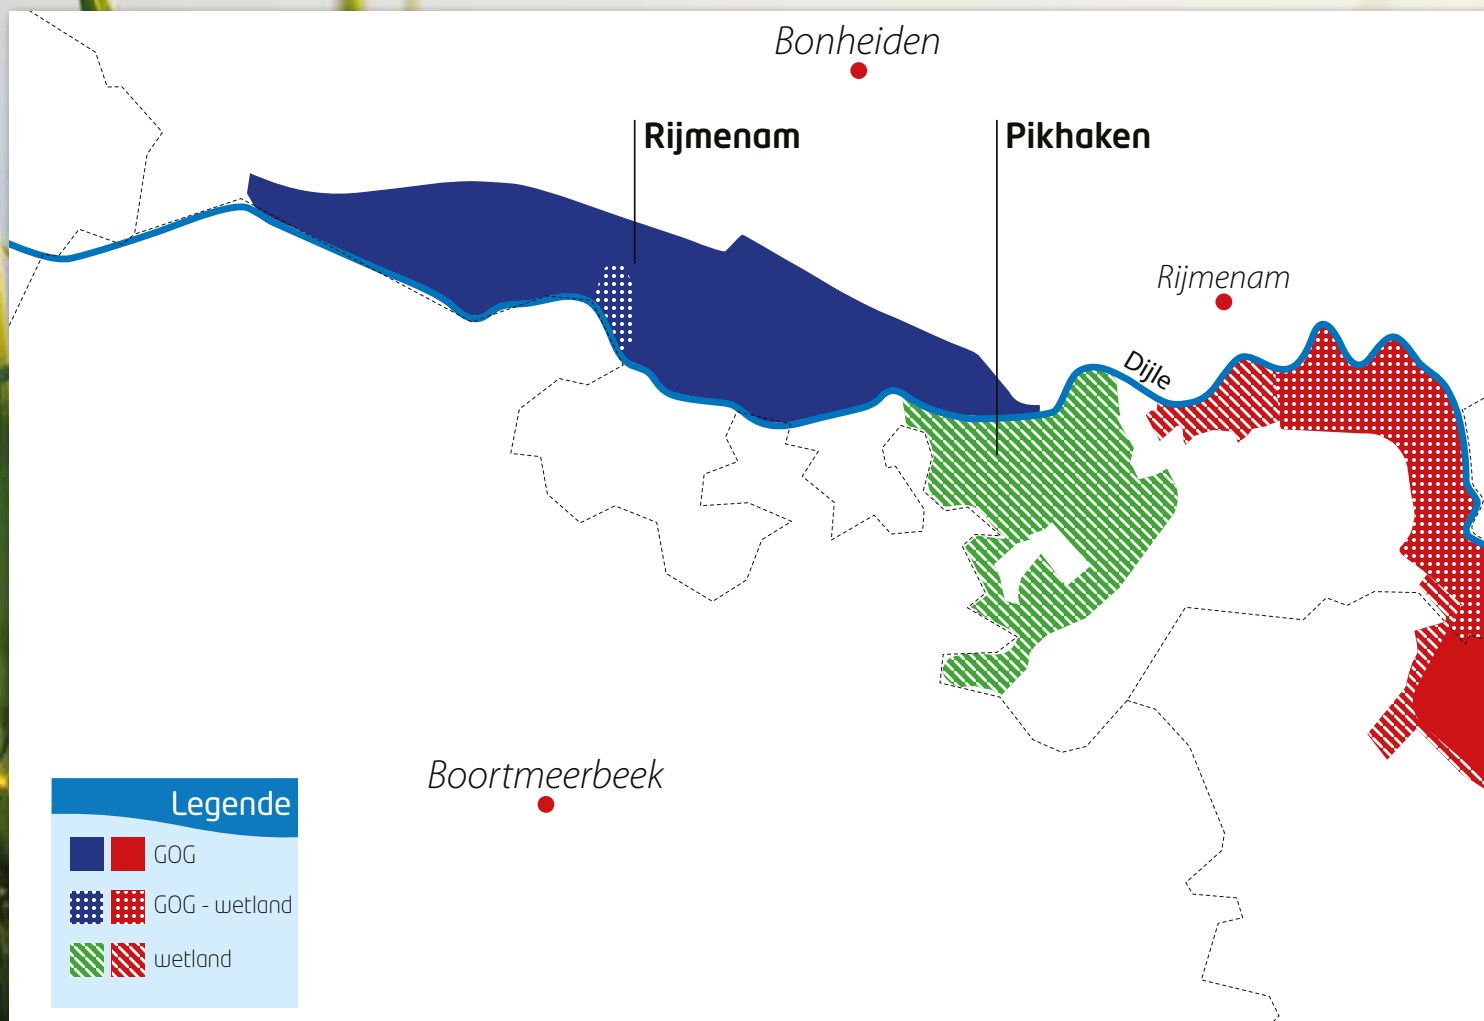 Bonheiden
Rijmenam
Pikhaken
Rijmenam
Dijle
Boortmeerbeek
Legende
GOG
GOG - wetland
wetland